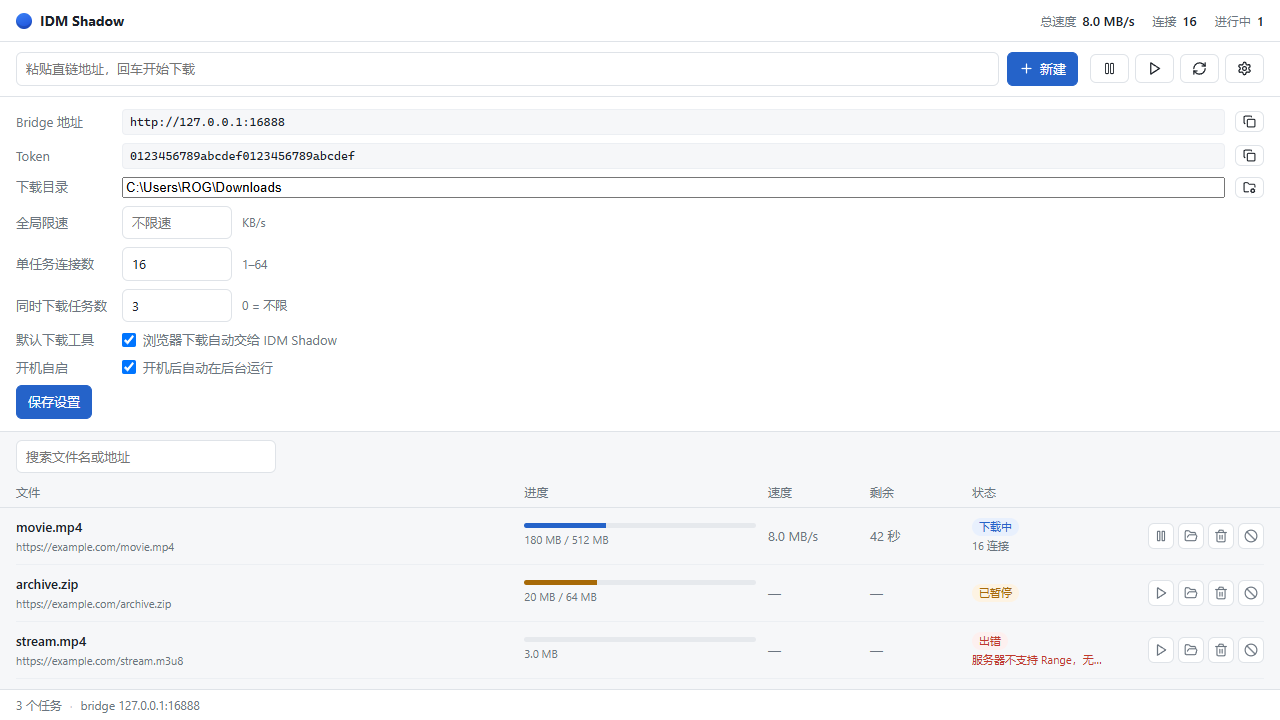 IDM Shadow
总速度 8.0 MB/s 连接 16 进行中 1
粘贴直链地址，回车开始下载
新建
Bridge 地址 http://127.0.0.1:16888
Token 0123456789abcdef0123456789abcdef
下载目录 C:\Users\ROG\Downloads
全局限速 不限速 KB/s
单任务连接数 16 1–64
同时下载任务数 3 0 = 不限
默认下载工具 浏览器下载自动交给 IDM Shadow
开机自启 开机后自动在后台运行
保存设置
搜索文件名或地址
文件 进度 速度 剩余 状态
movie.mp4
https://example.com/movie.mp4
180 MB / 512 MB
8.0 MB/s
42 秒
下载中
16 连接
archive.zip
https://example.com/archive.zip
20 MB / 64 MB
—
—
已暂停
stream.mp4
https://example.com/stream.m3u8
3.0 MB
—
—
出错
服务器不支持 Range，无...
3 个任务 · bridge 127.0.0.1:16888